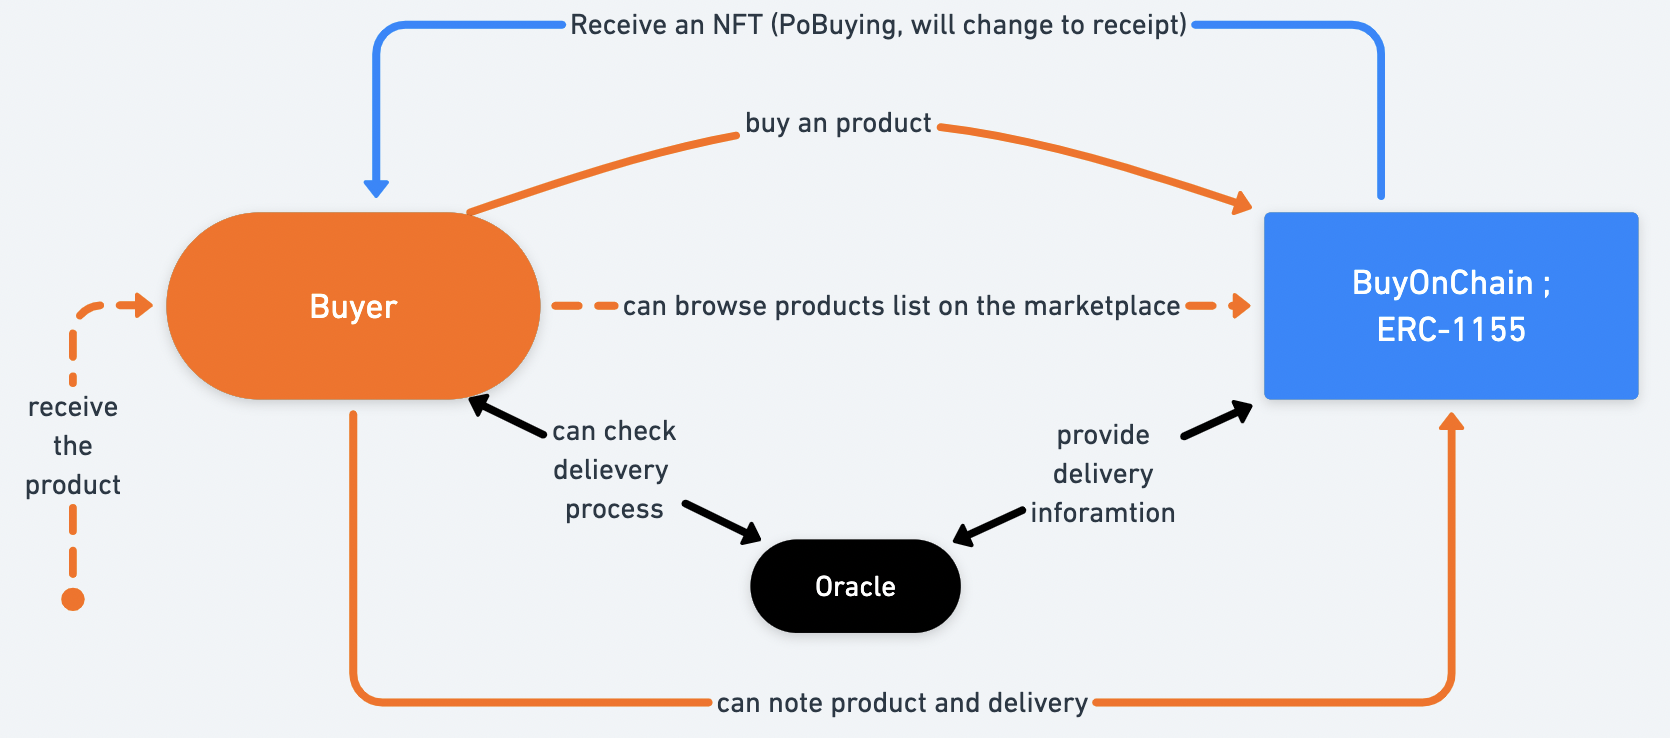 Receive an NFT (PoBuying, will change to receipt)
buy an product
Buyer
can browse products list on the marketplace
BuyOnChain ;
ERC-1155
receive
the
product
can check
delievery
process
provide
delivery
inforamtion
Oracle
can note product and delivery